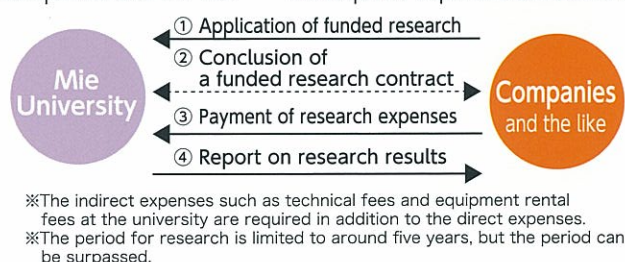 ① Application of funded research
② Conclusion of
a funded research contract
Mie
University
Companies
and the like
③ Payment of research expenses
④ Report on research results
※The indirect expenses such as technical fees and equipment rental
fees at the university are required in addition to the direct expenses.
※The period for research is limited to around five years, but the period can
be surpassed.